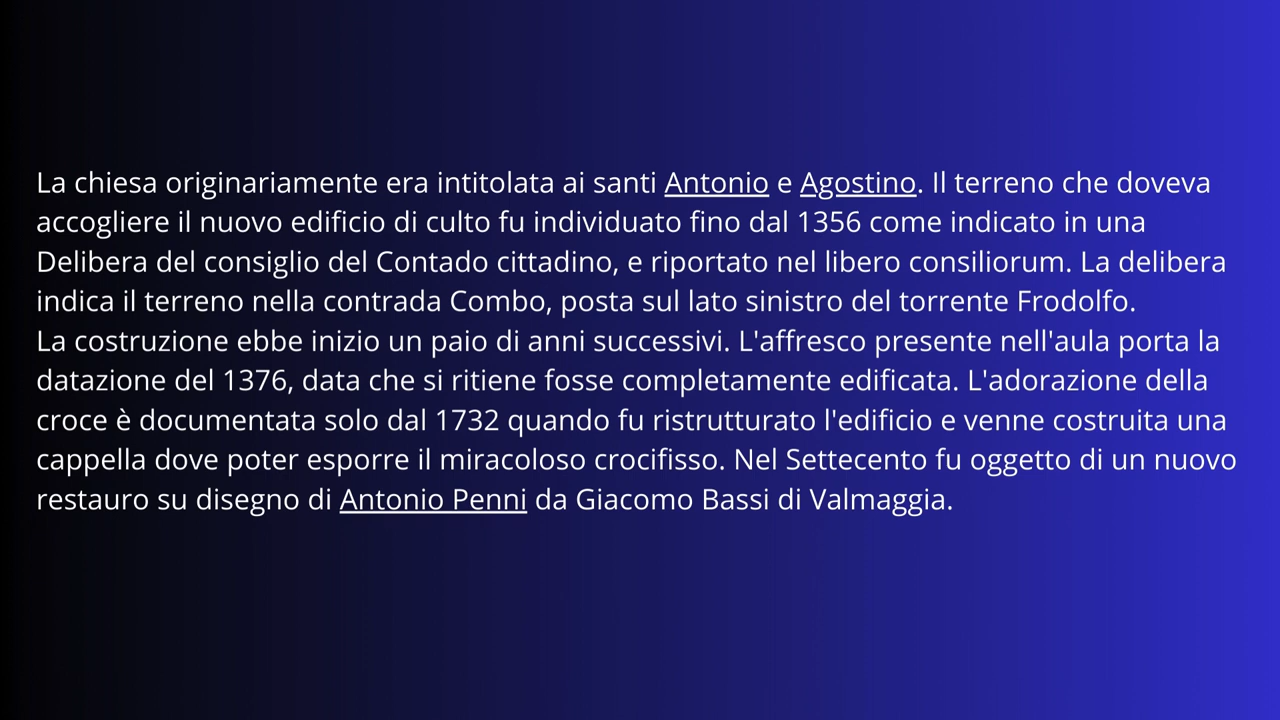 La chiesa originariamente era intitolata ai santi Antonio e Agostino. Il terreno che doveva
accogliere il nuovo edificio di culto fu individuato fino dal 1356 come indicato in una
Delibera del consiglio del Contado cittadino, e riportato nel libero consiliorum. La delibera
indica il terreno nella contrada Combo, posta sul lato sinistro del torrente Frodolfo.
La costruzione ebbe inizio un paio di anni successivi. L'affresco presente nell'aula porta la
datazione del 1376, data che si ritiene fosse completamente edificata. L'adorazione della
croce è documentata solo dal 1732 quando fu ristrutturato l'edificio e venne costruita una
cappella dove poter esporre il miracoloso crocifisso. Nel Settecento fu oggetto di un nuovo
restauro su disegno di Antonio Penni da Giacomo Bassi di Valmaggia.